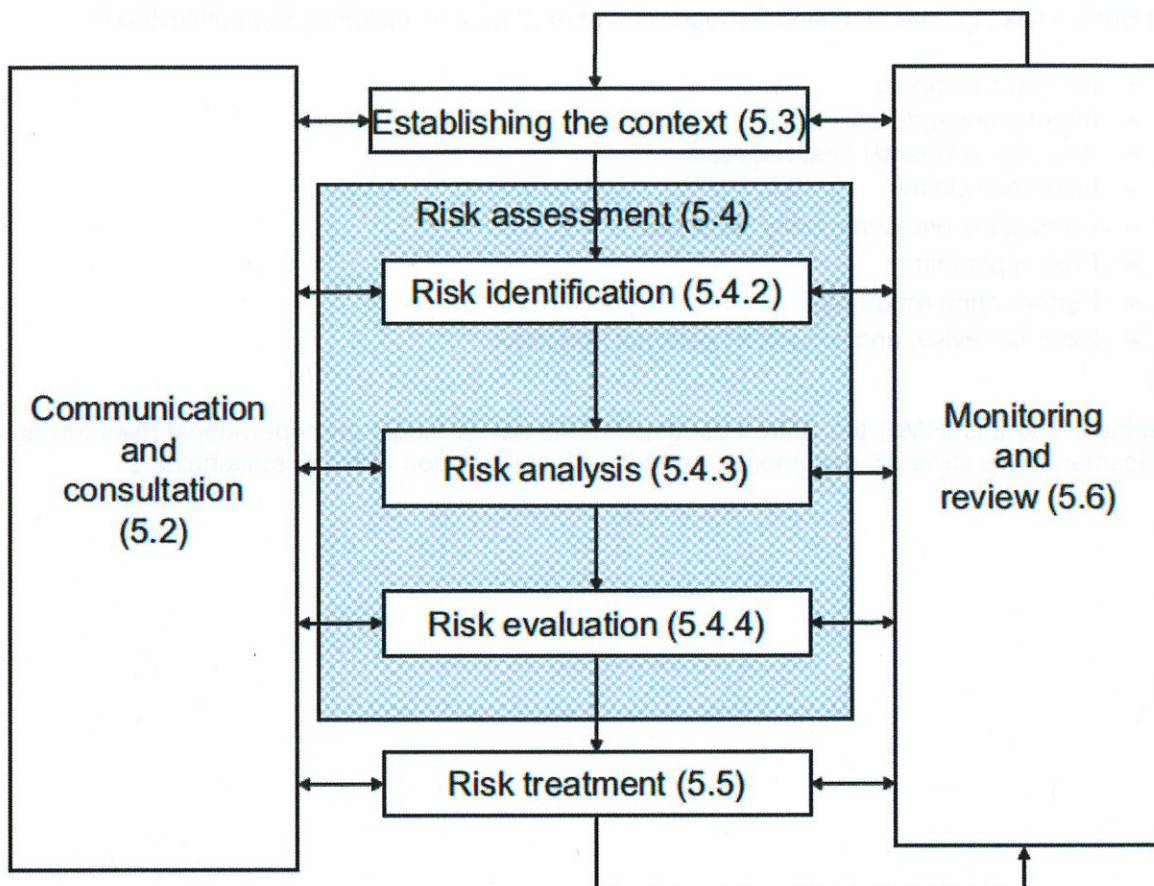 Establishing the context (5.3)
Risk assessment (5.4)
Risk identification (5.4.2)
Communication
and
consultation
(5.2)
Risk analysis (5.4.3)
Monitoring
and
review (5.6)
Risk evaluation (5.4.4)
Risk treatment (5.5)